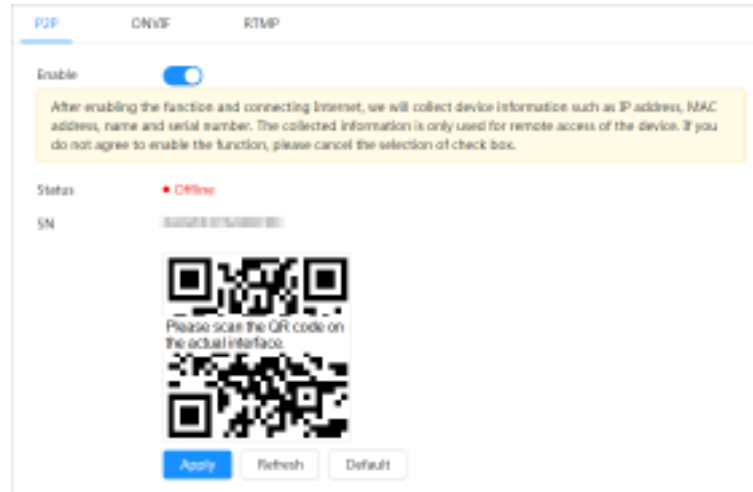 P2P ONVIF RTMP
Enable
After enabling the function and connecting Internet, we will collect device information such as IP address, MAC
address, name and serial number. The collected information is only used for remote access of the device. If you
do not agree to enable the function, please cancel the selection of check box.
Status • Offline
SN
Please scan the QR code on
the actual interface.
Apply Refresh Default